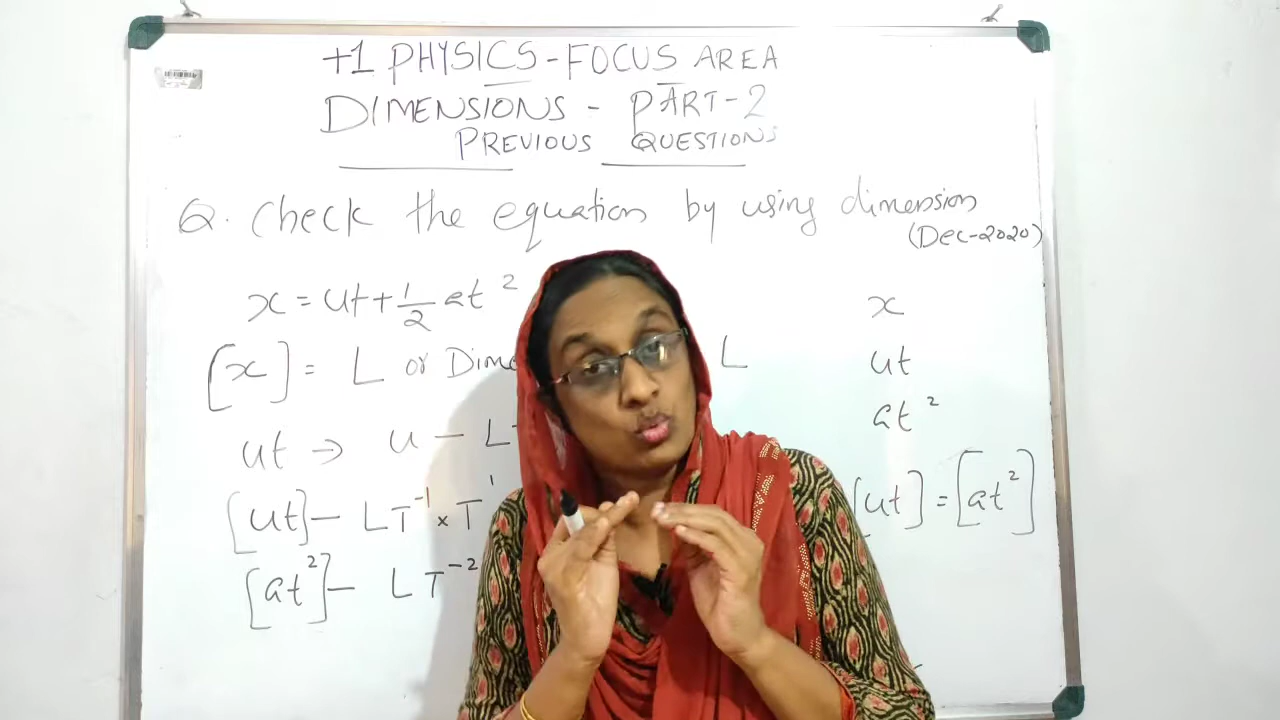 +1 PHYSICS - FOCUS AREA
DIMENSIONS - PART-2
PREVIOUS QUESTIONS
Q. Check the equation by using dimension
(Dec-2020)
x = ut + 1/2 at²
[x] = L or Dime L
ut → u - L
[ut] - LT⁻¹ × T¹
[at²] - LT⁻²
x
ut
at²
[ut] = [at²]